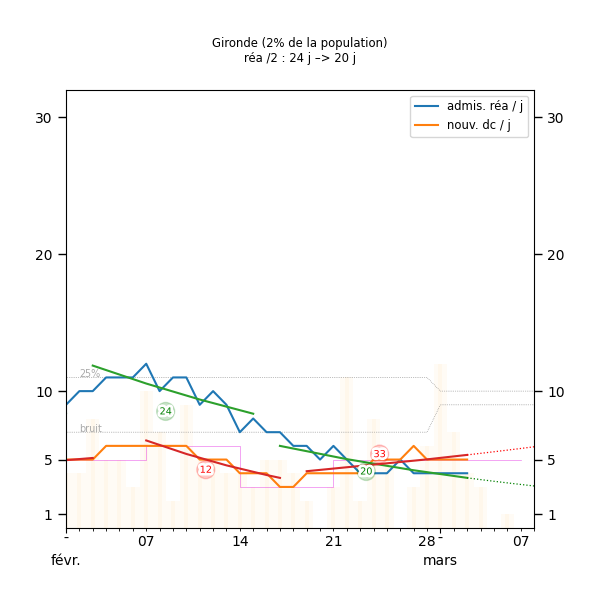 Gironde (2% de la population)
réa /2 : 24 j –> 20 j
admis. réa / j
nouv. dc / j
30
30
20
20
25%
10
10
24
bruit
33
5
5
12
20
1
1
07
14
21
28
07
févr.
mars